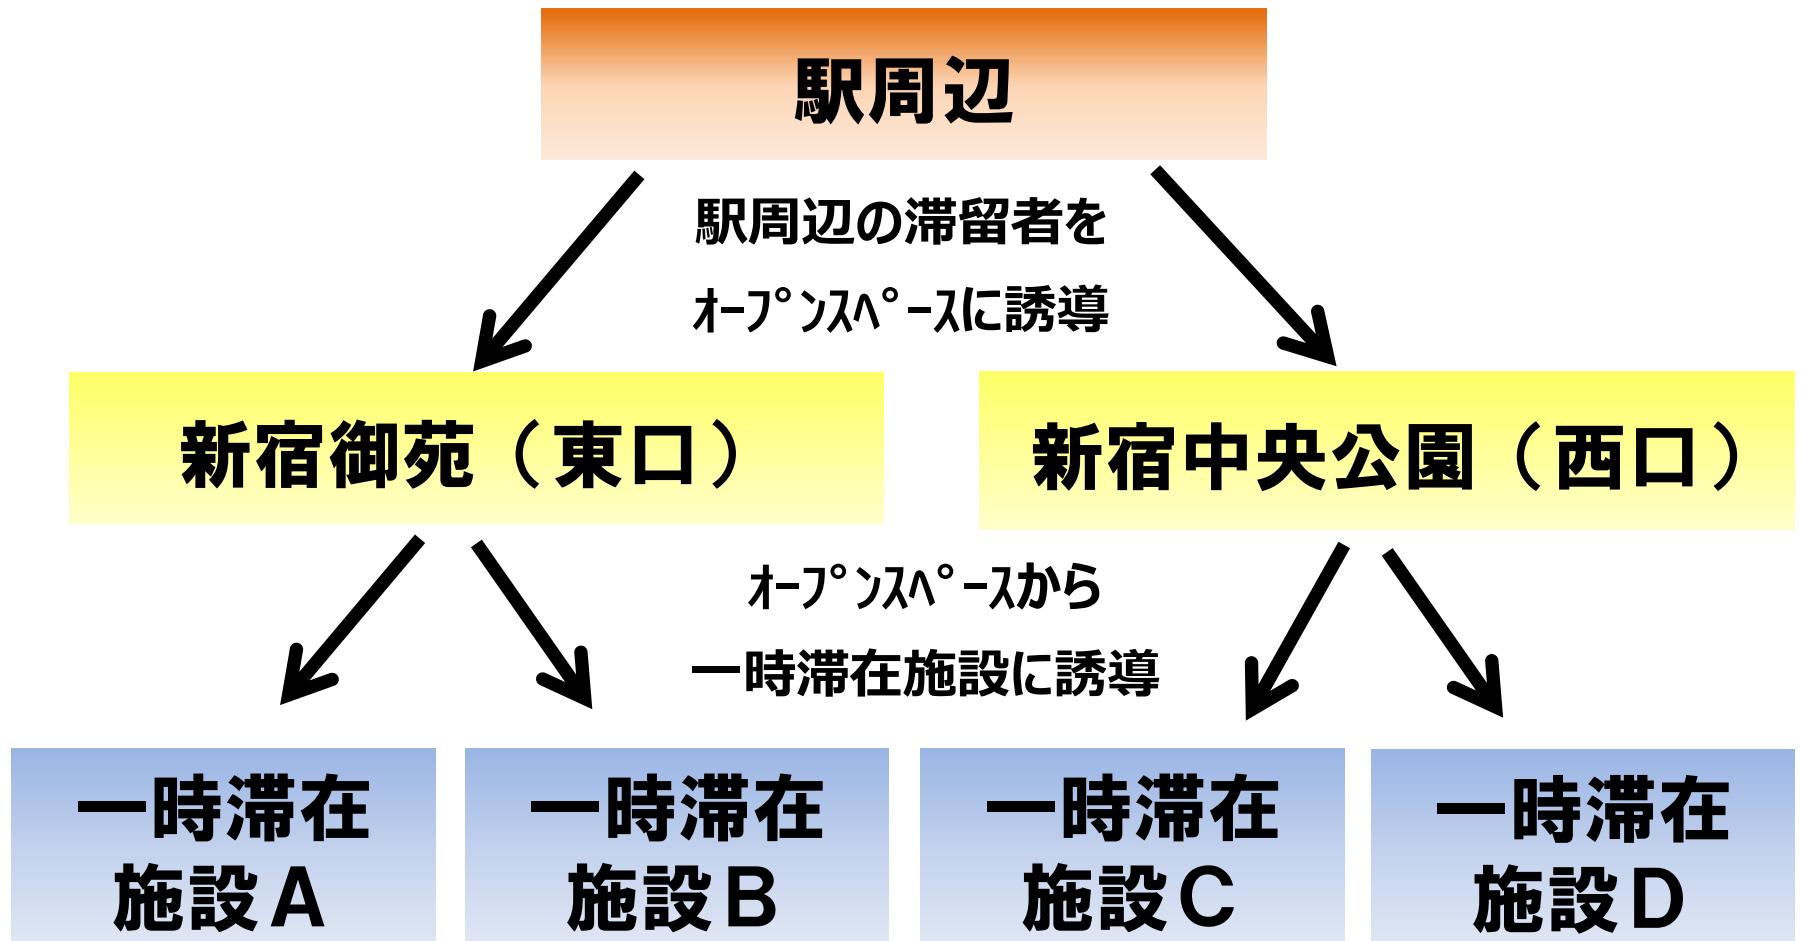 駅周辺
駅周辺の滞留者を
ｵｰﾌﾟﾝｽﾍﾟｰｽに誘導
新宿御苑（東口）
新宿中央公園（西口）
ｵｰﾌﾟﾝｽﾍﾟｰｽから
一時滞在施設に誘導
一時滞在
施設Ａ
一時滞在
施設Ｂ
一時滞在
施設Ｃ
一時滞在
施設Ｄ